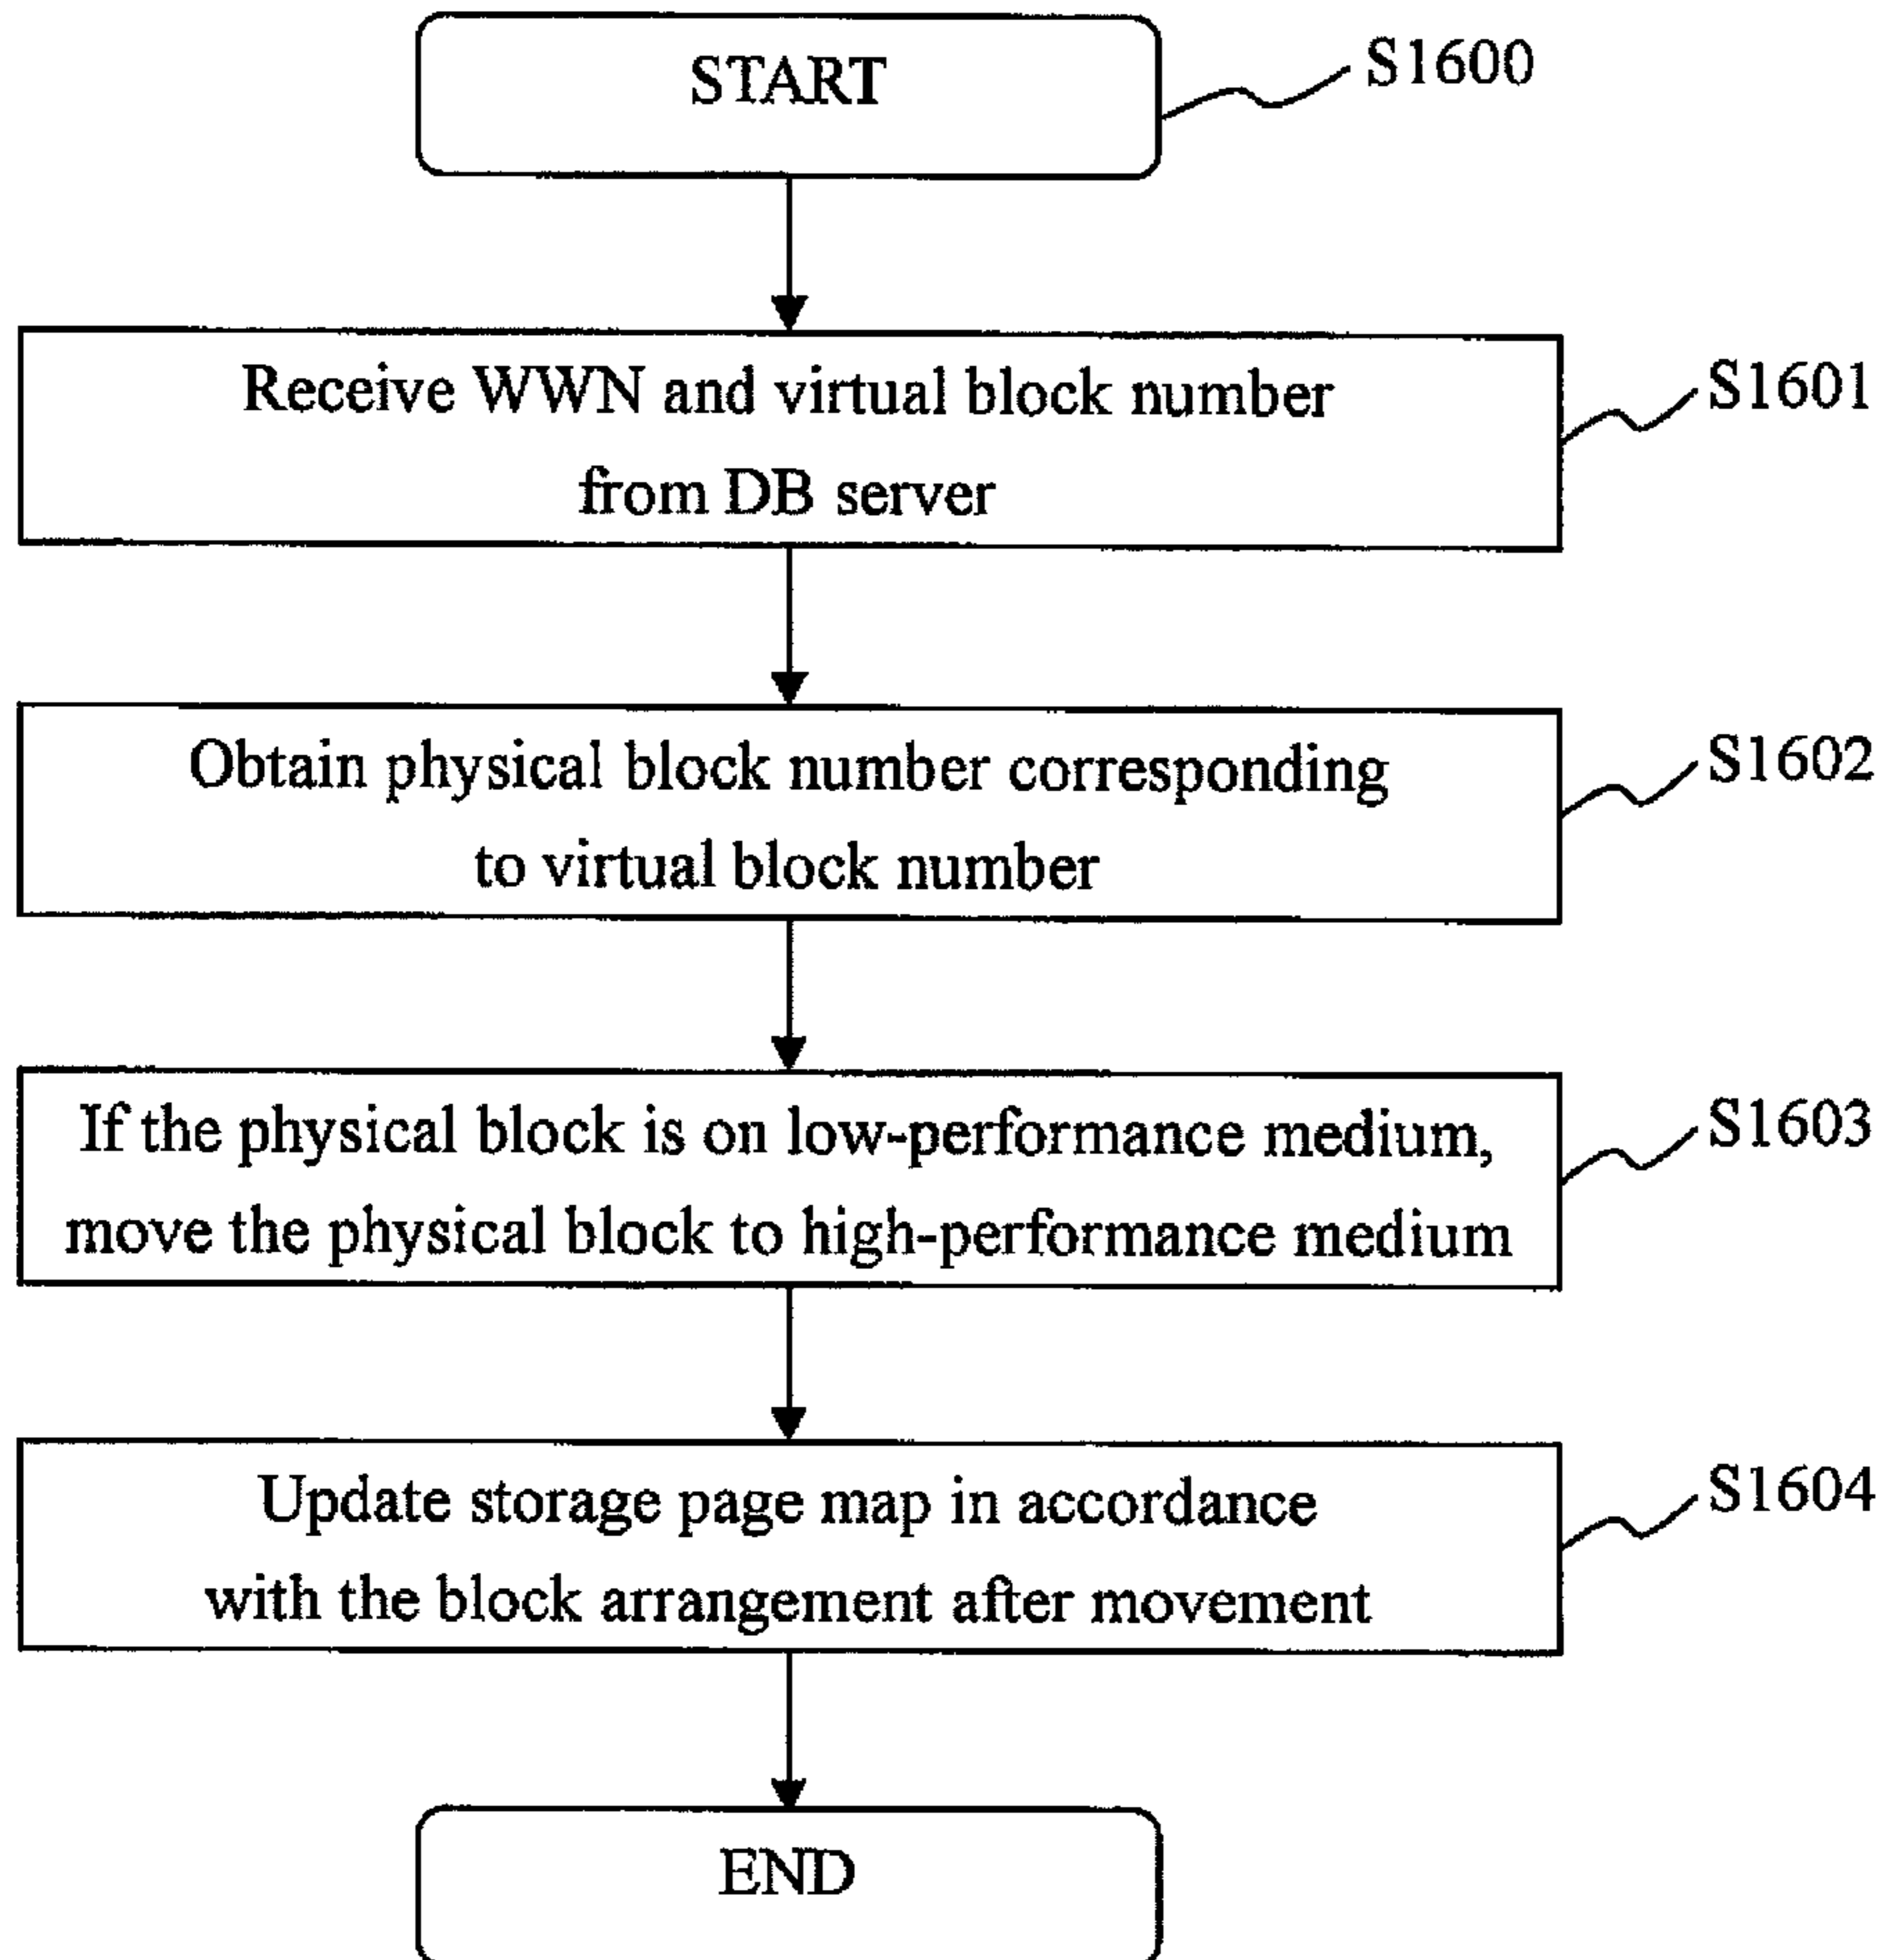 START
S1600
Receive WWN and virtual block number
from DB server
S1601
Obtain physical block number corresponding
to virtual block number
S1602
If the physical block is on low-performance medium,
move the physical block to high-performance medium
S1603
Update storage page map in accordance
with the block arrangement after movement
S1604
END